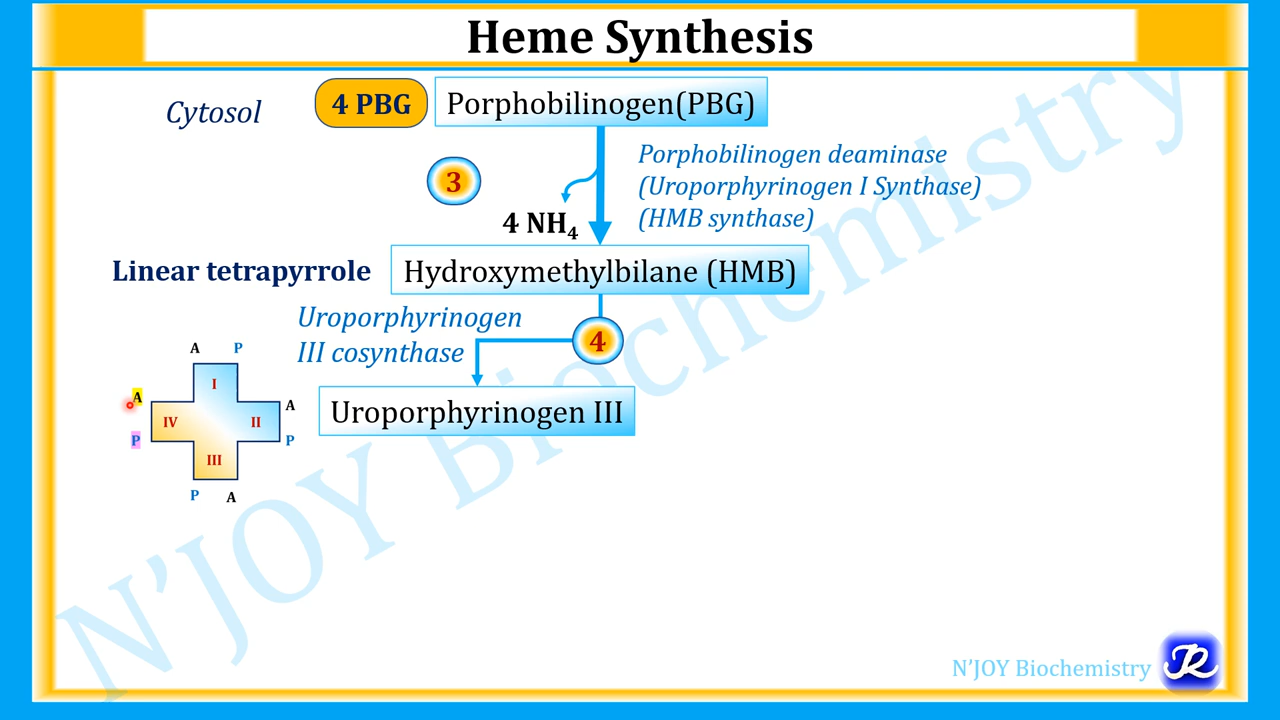 Heme Synthesis
Cytosol
4 PBG
Porphobilinogen(PBG)
3
4 NH4
Porphobilinogen deaminase
(Uroporphyrinogen I Synthase)
(HMB synthase)
Linear tetrapyrrole
Hydroxymethylbilane (HMB)
Uroporphyrinogen
III cosynthase
4
Uroporphyrinogen III
A P
I
A A
IV II
P P
III
P A
N'JOY Biochemistry
N'JOY Biochemistry
JR